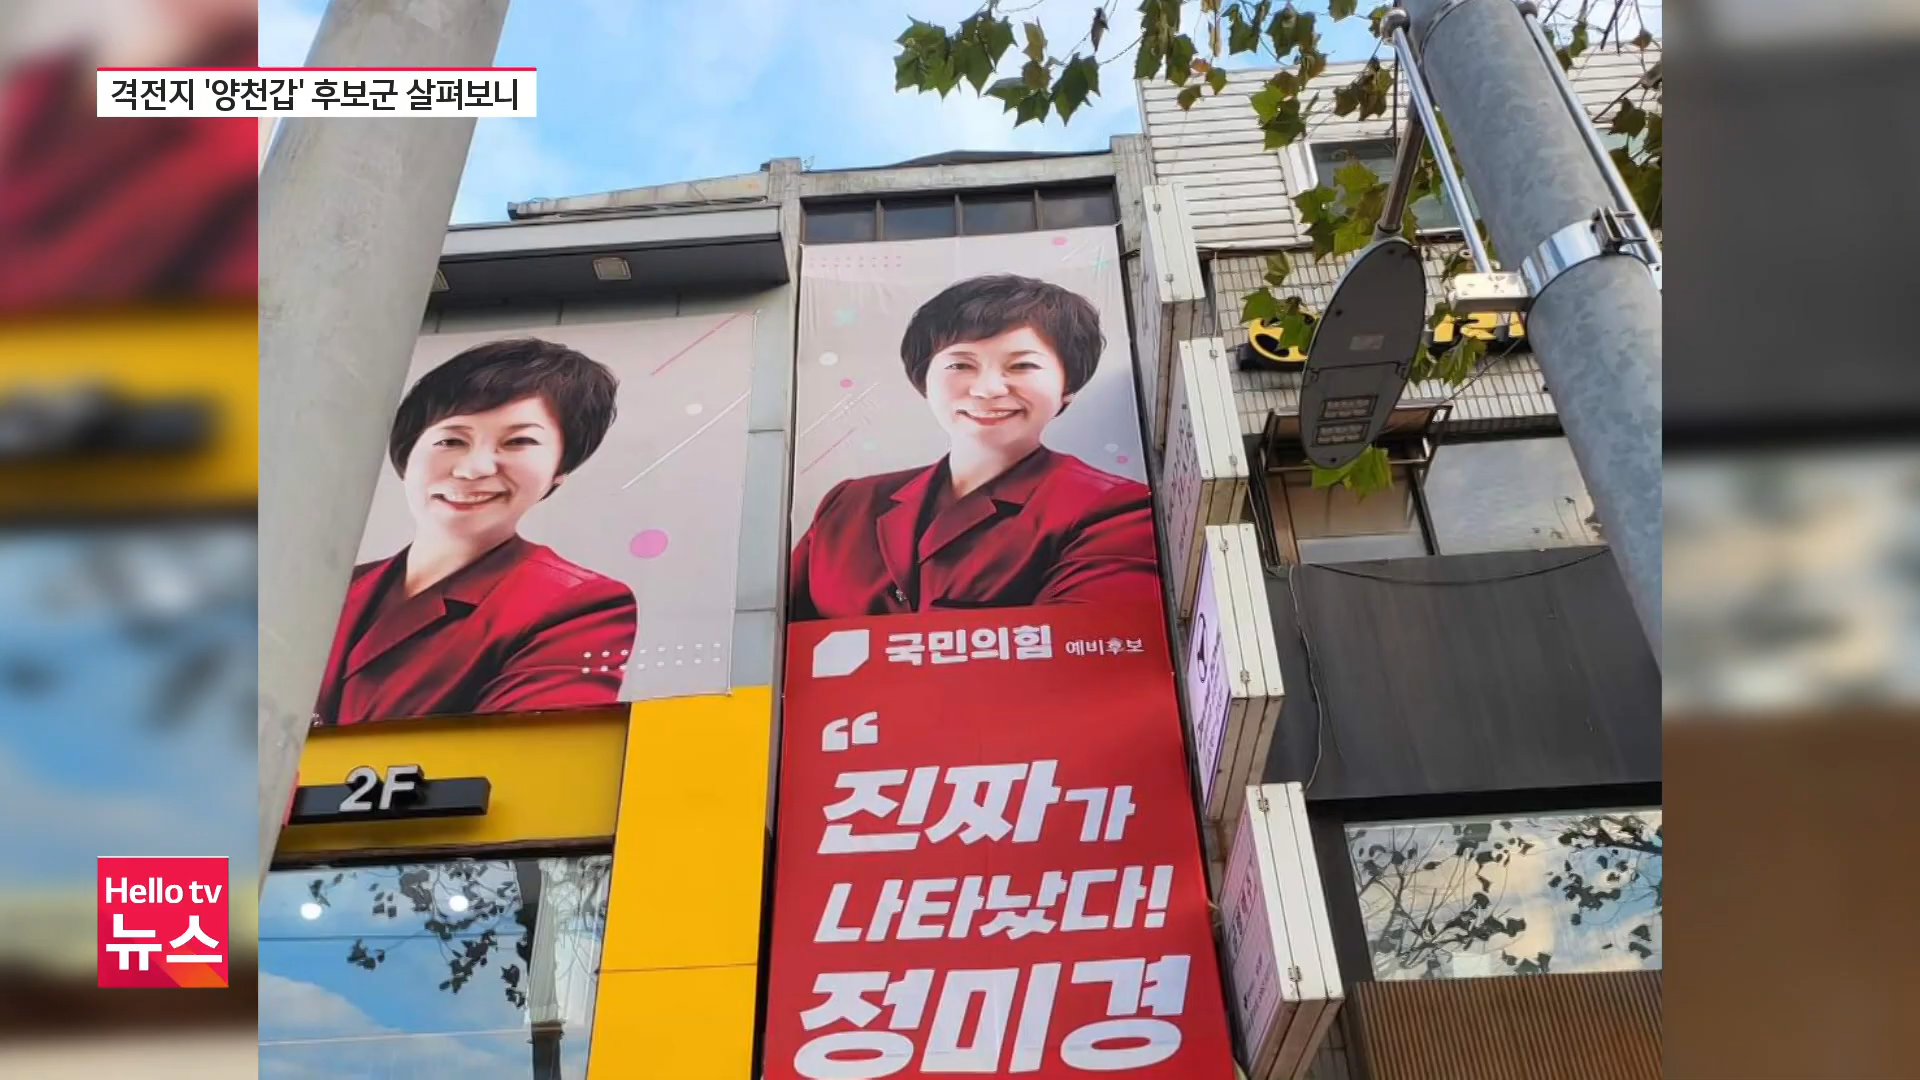 격전지 '양천갑' 후보군 살펴보니
국민의힘 예비후보
“
진짜가
나타났다!
정미경
2F
Hello tv
뉴스